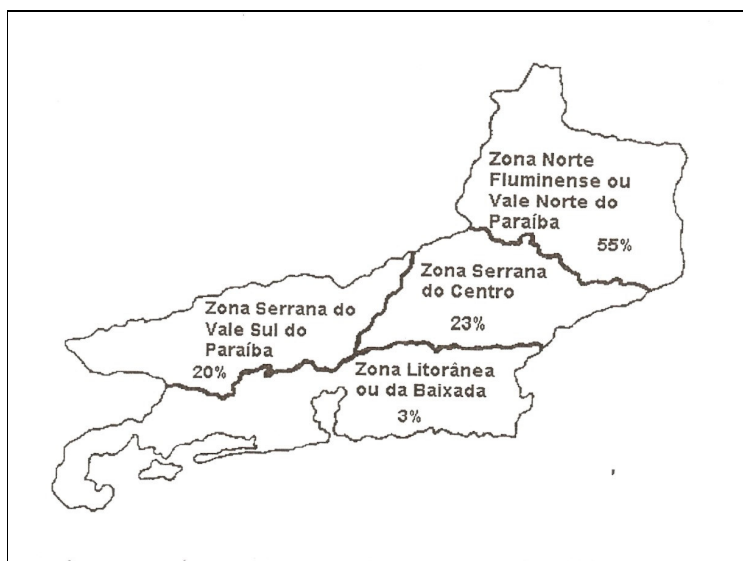 Zona Norte
Fluminense ou
Vale Norte do
Paraíba
55%
Zona Serrana
do Centro
23%
Zona Serrana do
Vale Sul do
Paraíba
20%
Zona Litorânea
ou da Baixada
3%